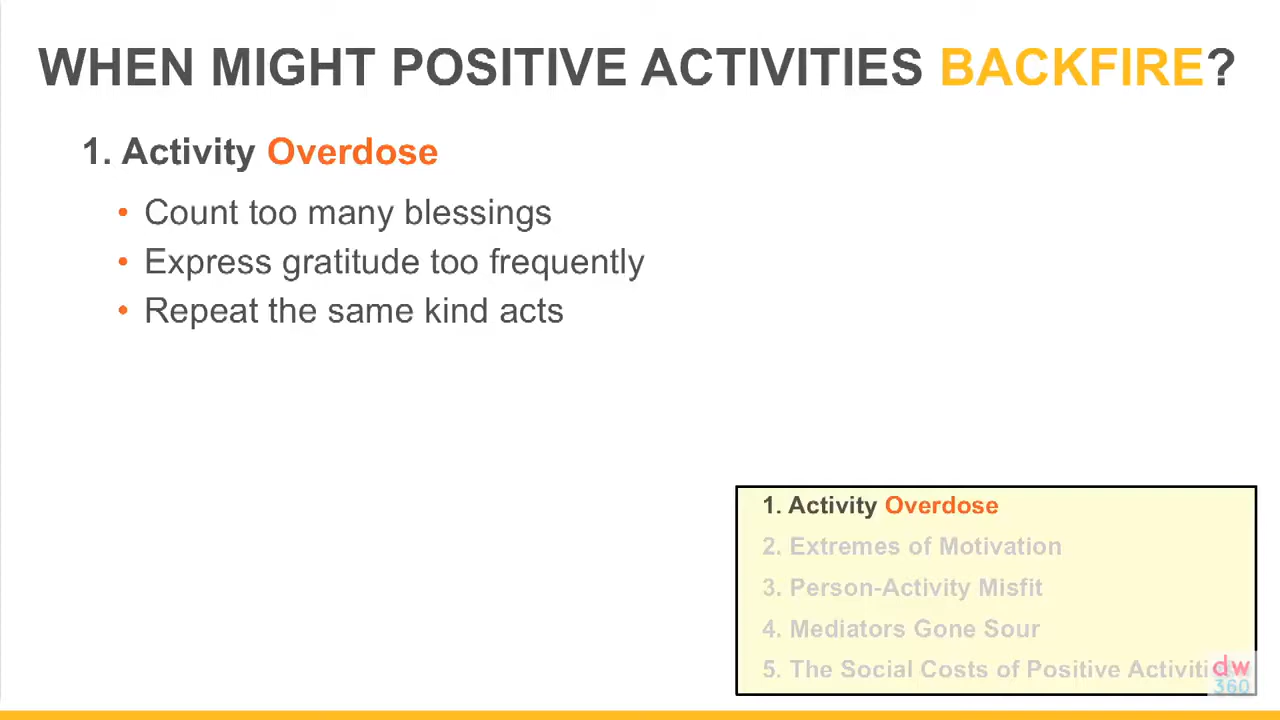 WHEN MIGHT POSITIVE ACTIVITIES BACKFIRE?
1. Activity Overdose
• Count too many blessings
• Express gratitude too frequently
• Repeat the same kind acts
1. Activity Overdose
2. Extremes of Motivation
3. Person-Activity Misfit
4. Mediators Gone Sour
5. The Social Costs of Positive
dw
360